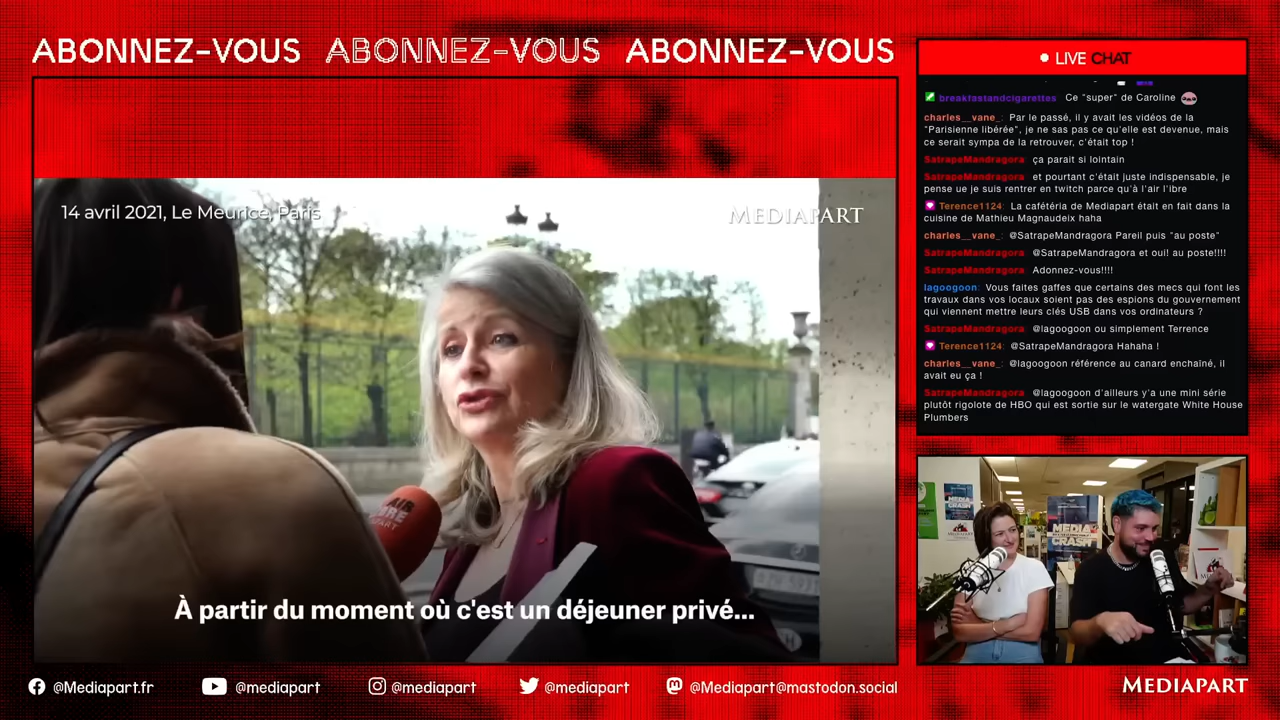 ABONNEZ-VOUS ABONNEZ-VOUS ABONNEZ-VOUS
14 avril 2021, Le Meurice, Paris
MEDIAPART
À partir du moment où c'est un déjeuner privé...
LIVE CHAT
breakfastandcigarettes: Ce "super" de Caroline
charles__vane_: Par le passé, il y avait les vidéos de la
"Parisienne libérée", je ne sas pas ce qu'elle est devenue, mais
ce serait sympa de la retrouver, c'était top !
SatrapeMandragora ça parait si lointain
SatrapeMandragora et pourtant c'était juste indispensable, je
pense ue je suis rentrer en twitch parce qu'à l'air l'ibre
Terence1124: La cafétéria de Mediapart était en fait dans la
cuisine de Mathieu Magnaudeix haha
charles__vane_: @SatrapeMandragora Pareil puis "au poste"
SatrapeMandragora @SatrapeMandragora et oui! au poste!!!!
SatrapeMandragora Adonnez-vous!!!!
lagoogoon: Vous faites gaffes que certains des mecs qui font les
travaux dans vos locaux soient pas des espions du gouvernement
qui viennent mettre leurs clés USB dans vos ordinateurs ?
SatrapeMandragora @lagoogoon ou simplement Terrence
Terence1124: @SatrapeMandragora Hahaha !
charles__vane_: @lagoogoon référence au canard enchaîné, il
avait eu ça !
SatrapeMandragora @lagoogoon d'ailleurs y'a une mini série
plutôt rigolote de HBO qui est sortie sur le watergate White House
Plumbers
MEDIA
CRASH
@Mediapart.fr @mediapart @mediapart @mediapart @Mediapart@mastodon.social
MEDIAPART